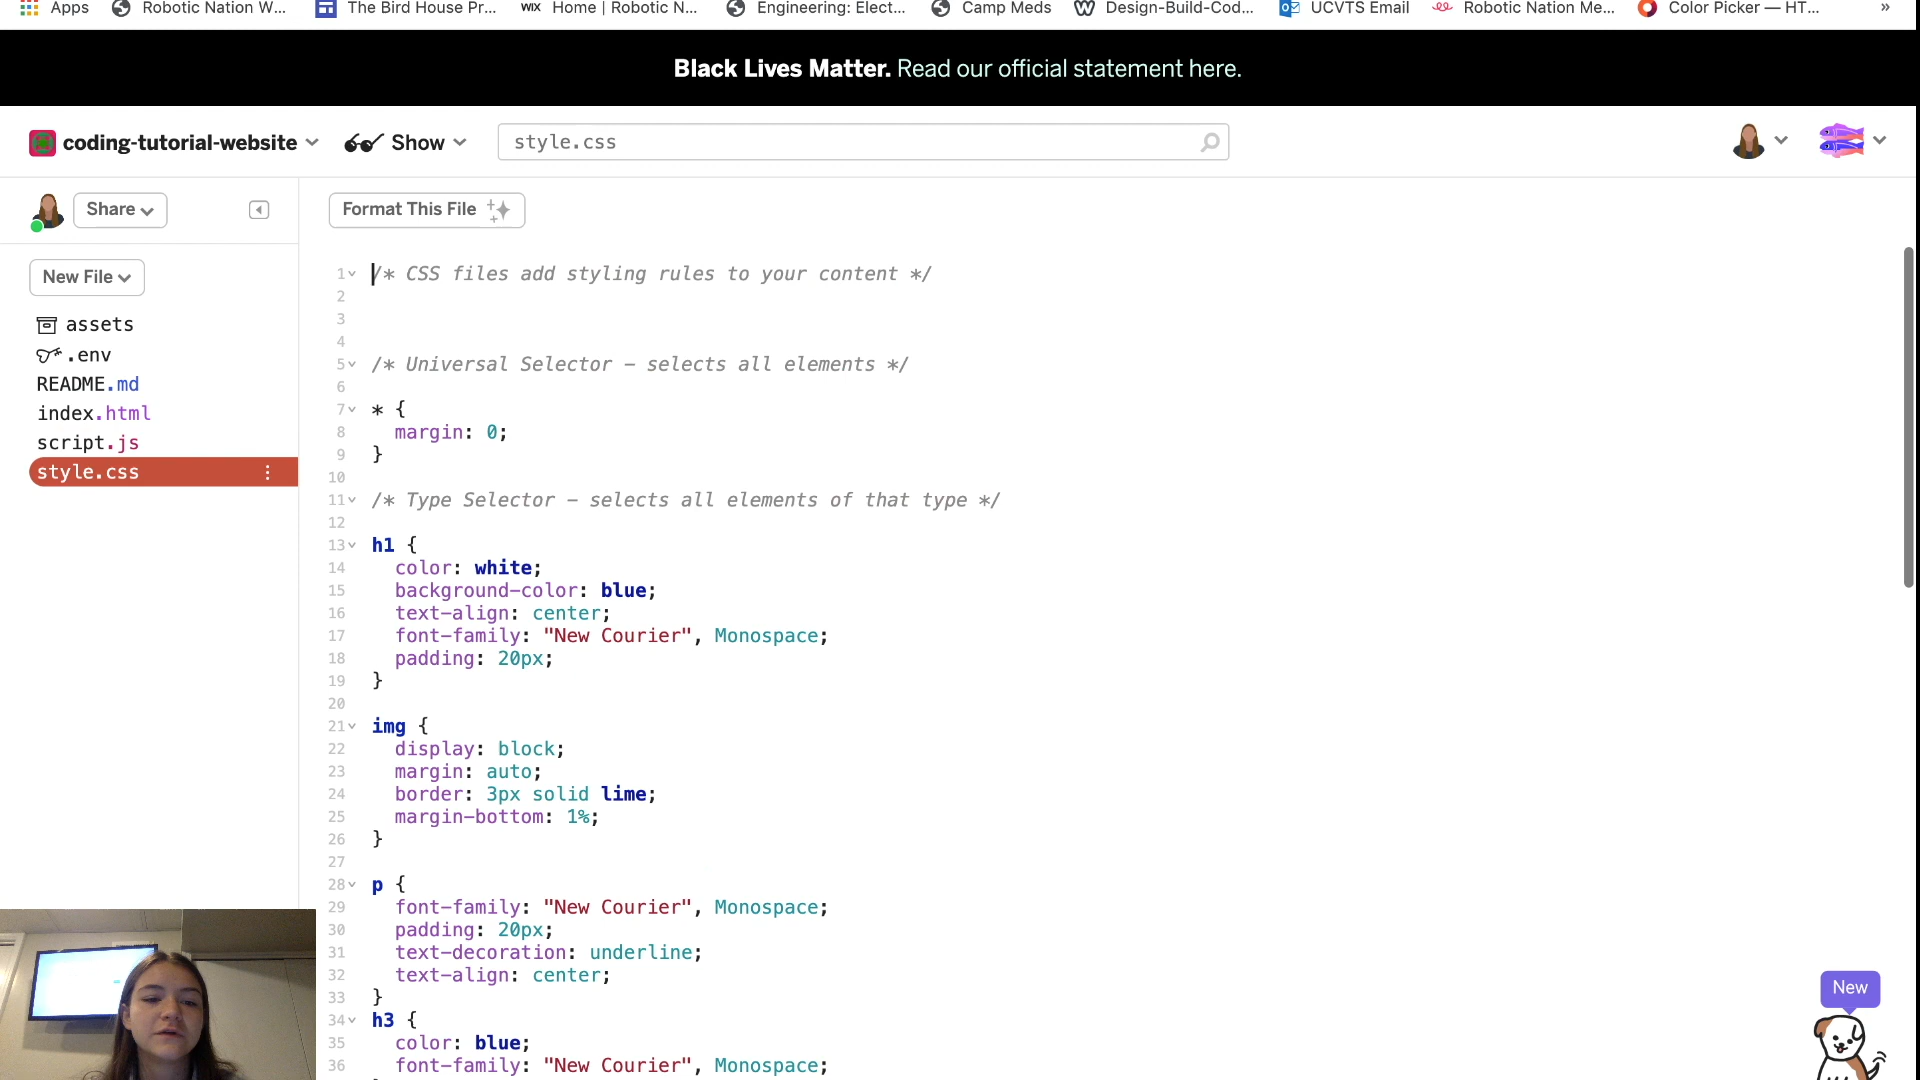 Apps Robotic Nation W... The Bird House Pr... WIX Home | Robotic N... Engineering: Elect... Camp Meds Design-Build-Cod... UCVTS Email Robotic Nation Me... Color Picker — HT... »
Black Lives Matter. Read our official statement here.
coding-tutorial-website Show style.css
Share Format This File
New File
assets
.env
README.md
index.html
script.js
style.css
1 /* CSS files add styling rules to your content */
2
3
4
5 /* Universal Selector – selects all elements */
6
7 * {
8 margin: 0;
9 }
10
11 /* Type Selector – selects all elements of that type */
12
13 h1 {
14 color: white;
15 background-color: blue;
16 text-align: center;
17 font-family: "New Courier", Monospace;
18 padding: 20px;
19 }
20
21 img {
22 display: block;
23 margin: auto;
24 border: 3px solid lime;
25 margin-bottom: 1%;
26 }
27
28 p {
29 font-family: "New Courier", Monospace;
30 padding: 20px;
31 text-decoration: underline;
32 text-align: center;
33 }
34 h3 {
35 color: blue;
36 font-family: "New Courier", Monospace;
New